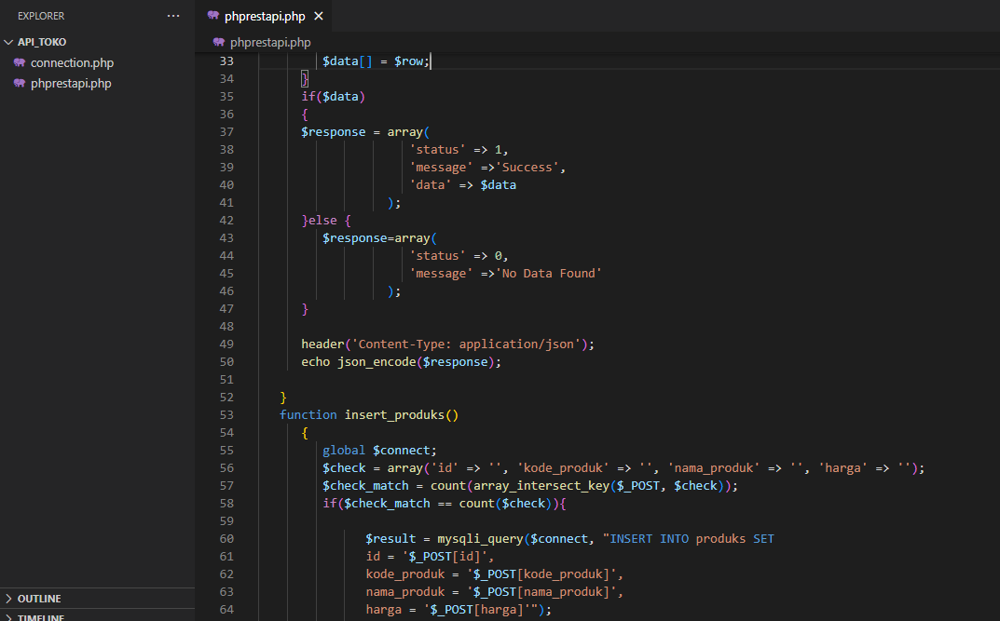 EXPLORER
···
phprestapi.php ×
API_TOKO
phprestapi.php
connection.php
phprestapi.php
33 $data[] = $row;
34 }
35 if($data)
36 {
37 $response = array(
38 'status' => 1,
39 'message' =>'Success',
40 'data' => $data
41 );
42 }else {
43 $response=array(
44 'status' => 0,
45 'message' =>'No Data Found'
46 );
47 }
48
49 header('Content-Type: application/json');
50 echo json_encode($response);
51
52 }
53 function insert_produks()
54 {
55 global $connect;
56 $check = array('id' => '', 'kode_produk' => '', 'nama_produk' => '', 'harga' => '');
57 $check_match = count(array_intersect_key($_POST, $check));
58 if($check_match == count($check)){
59
60 $result = mysqli_query($connect, "INSERT INTO produks SET
61 id = '$_POST[id]',
62 kode_produk = '$_POST[kode_produk]',
63 nama_produk = '$_POST[nama_produk]',
64 harga = '$_POST[harga]'");
OUTLINE
TIMELINE